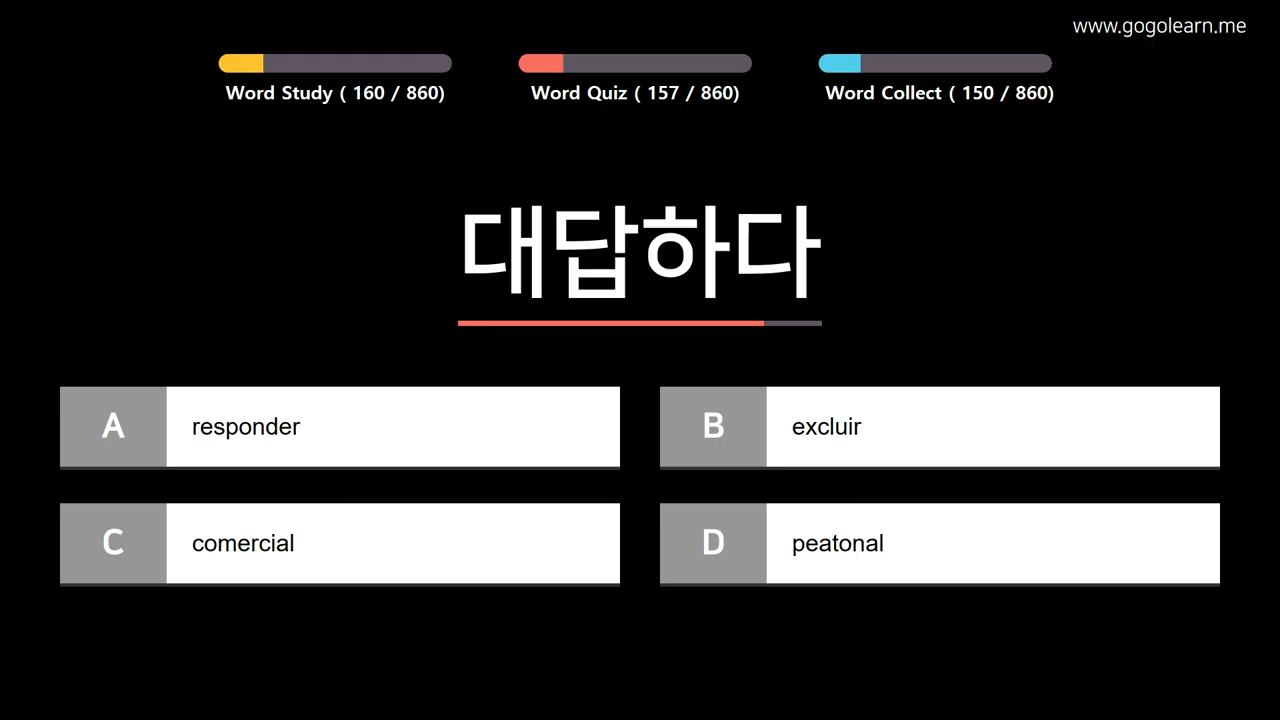 www.gogolearn.me
Word Study ( 160 / 860)
Word Quiz ( 157 / 860)
Word Collect ( 150 / 860)
대답하다
A responder
B excluir
C comercial
D peatonal